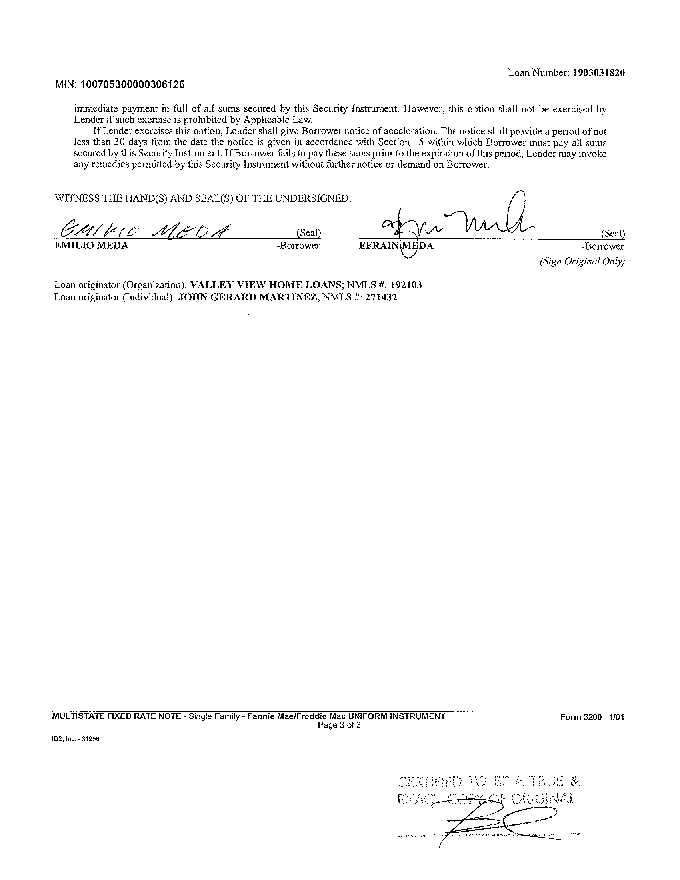 Loan Number: 1903031820
MIN: 100705300000306126
immediate payment in full of all sums secured by this Security Instrument. However, this option shall not be exercised by
Lender if such exercise is prohibited by Applicable Law.
If Lender exercises this option, Lender shall give Borrower notice of acceleration. The notice shall provide a period of not
less than 30 days from the date the notice is given in accordance with Section 15 within which Borrower must pay all sums
secured by this Security Instrument. If Borrower fails to pay these sums prior to the expiration of this period, Lender may invoke
any remedies permitted by this Security Instrument without further notice or demand on Borrower.
WITNESS THE HAND(S) AND SEAL(S) OF THE UNDERSIGNED.
EMILIO MEDA (Seal) (Seal)
EMILIO MEDA -Borrower EFRAIN MEDA -Borrower
(Sign Original Only)
Loan originator (Organization): VALLEY VIEW HOME LOANS; NMLS #: 192103
Loan originator (Individual): JOHN GERARD MARTINEZ; NMLS #: 271432
MULTISTATE FIXED RATE NOTE - Single Family - Fannie Mae/Freddie Mac UNIFORM INSTRUMENT Form 3200 1/01
Page 3 of 3
IDS, Inc. -
CERTIFIED TO BE A TRUE &
EXACT COPY OF ORIGINAL